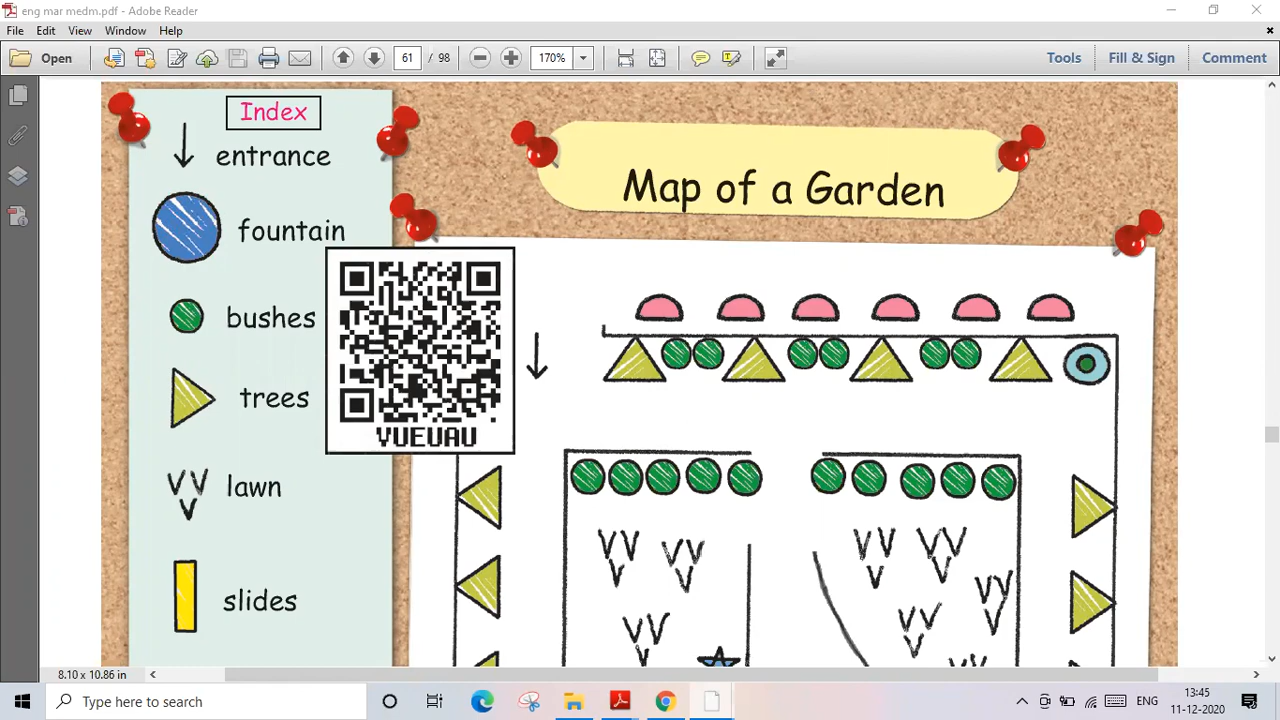 eng mar medm.pdf - Adobe Reader
File Edit View Window Help
Open 61 / 98 170% Tools Fill & Sign Comment
Index
entrance
Map of a Garden
fountain
bushes
VUEUAU
trees
lawn
slides
8.10 x 10.86 in
Type here to search
ENG
13:45
11-12-2020